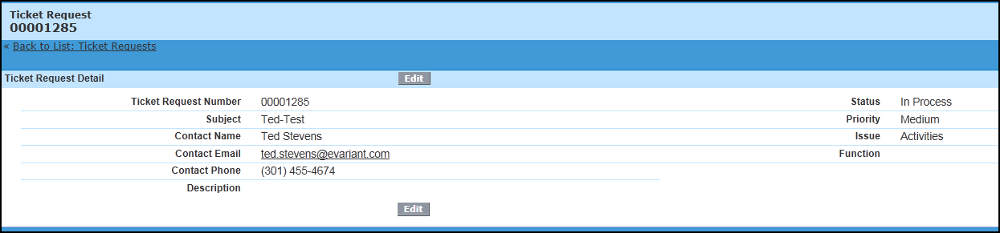 Ticket Request
00001285
« Back to List: Ticket Requests
Ticket Request Detail Edit
Ticket Request Number 00001285 Status In Process
Subject Ted-Test Priority Medium
Contact Name Ted Stevens Issue Activities
Contact Email ted.stevens@evariant.com Function
Contact Phone (301) 455-4674
Description
Edit